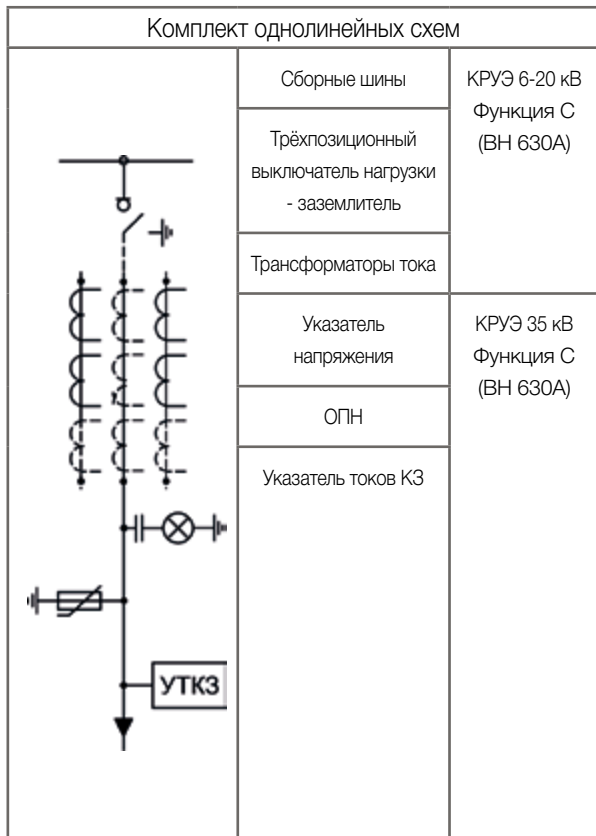 Комплект однолинейных схем
Сборные шины
Трёхпозиционный
выключатель нагрузки
- заземлитель
Трансформаторы тока
Указатель
напряжения
ОПН
Указатель токов КЗ
КРУЭ 6-20 кВ
Функция С
(ВН 630А)
КРУЭ 35 кВ
Функция С
(ВН 630А)
УТКЗ